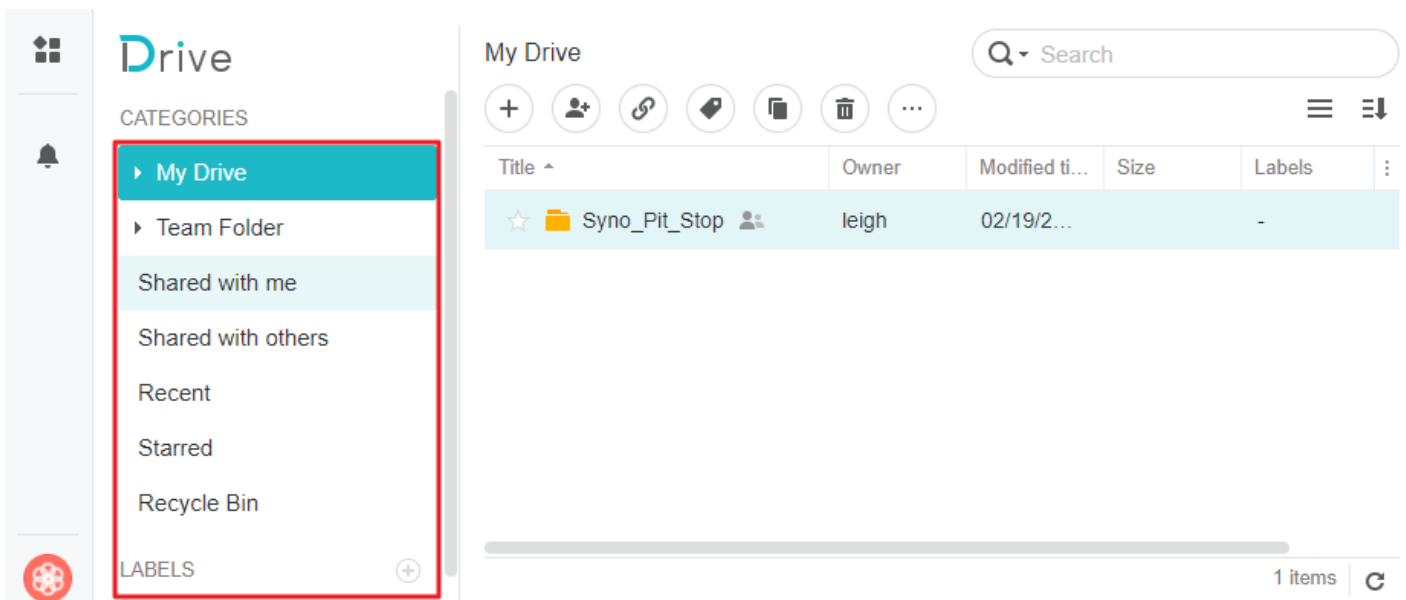 Drive
CATEGORIES
My Drive
Team Folder
Shared with me
Shared with others
Recent
Starred
Recycle Bin
LABELS
My Drive
Search
Title Owner Modified ti... Size Labels
Syno_Pit_Stop leigh 02/19/2... -
1 items